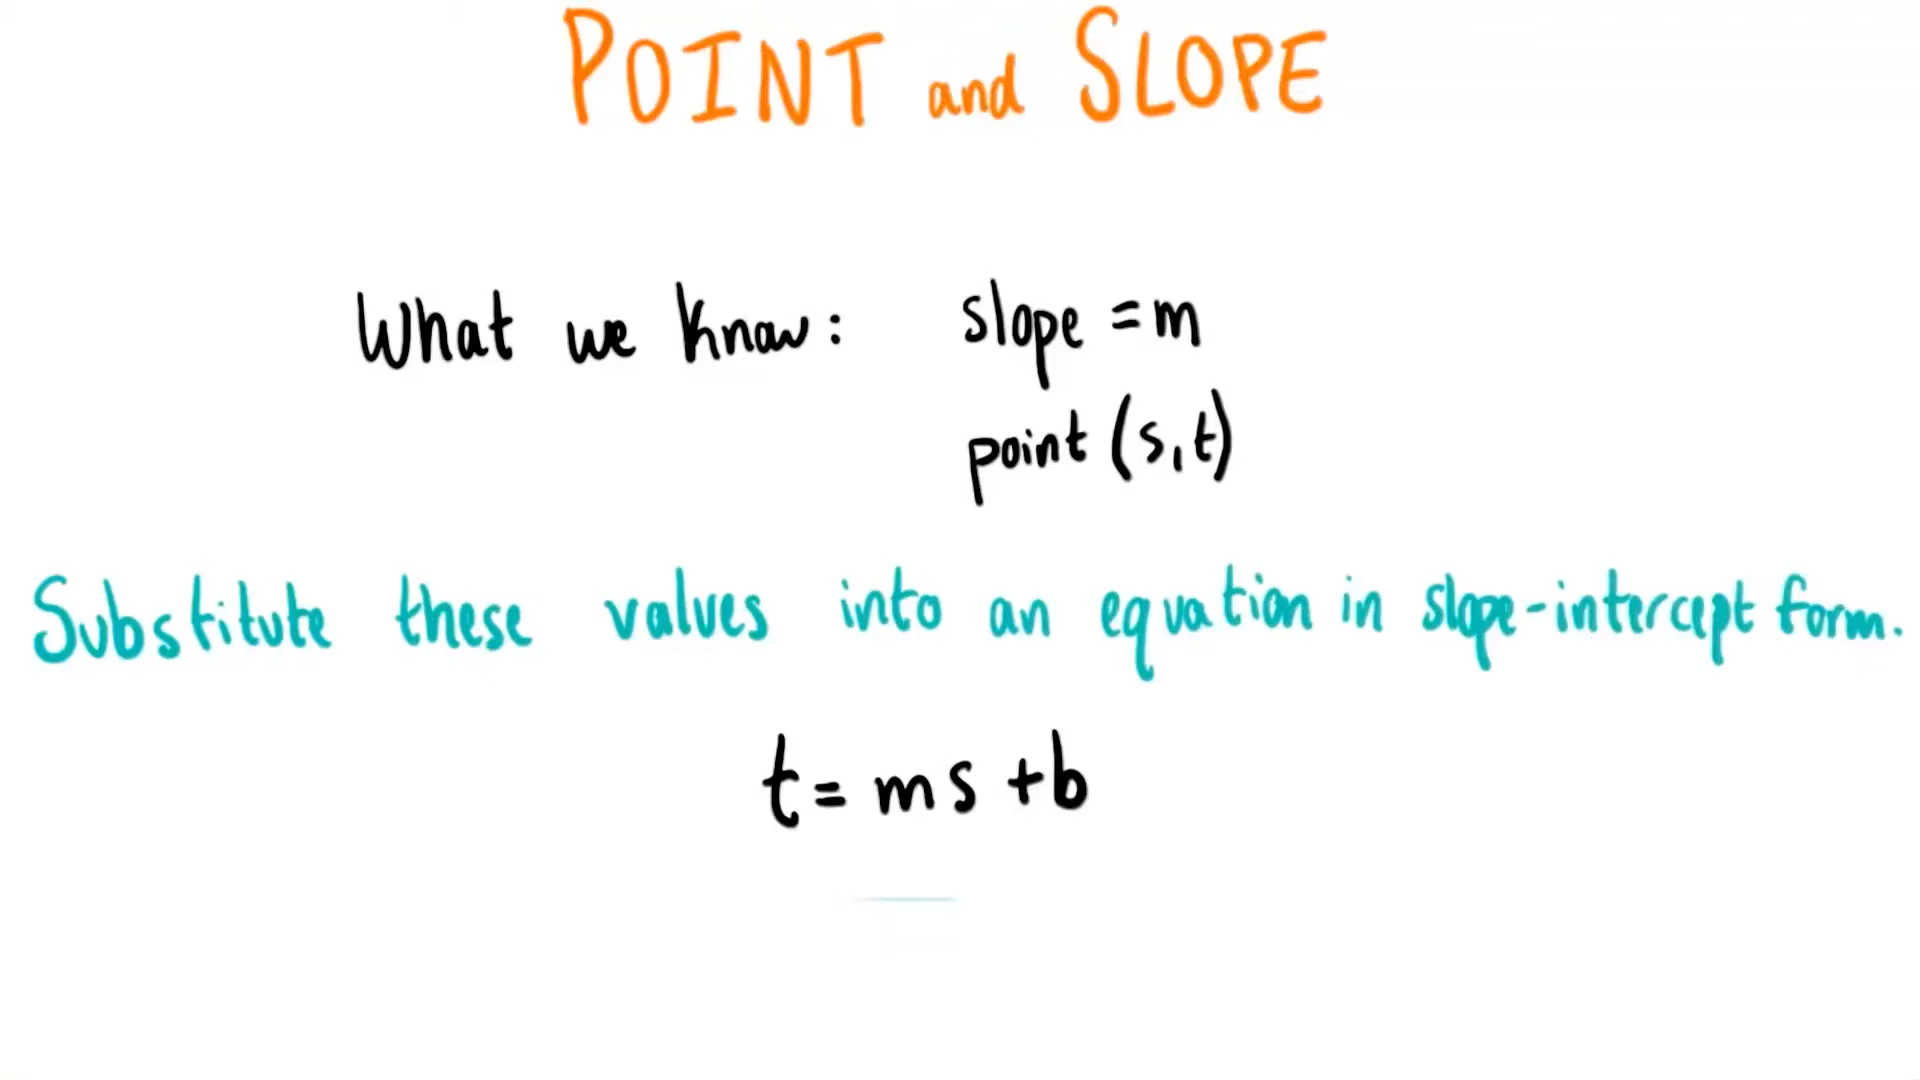 POINT and SLOPE
What we know: slope = m
point (s,t)
Substitute these values into an equation in slope-intercept form.
t = ms + b